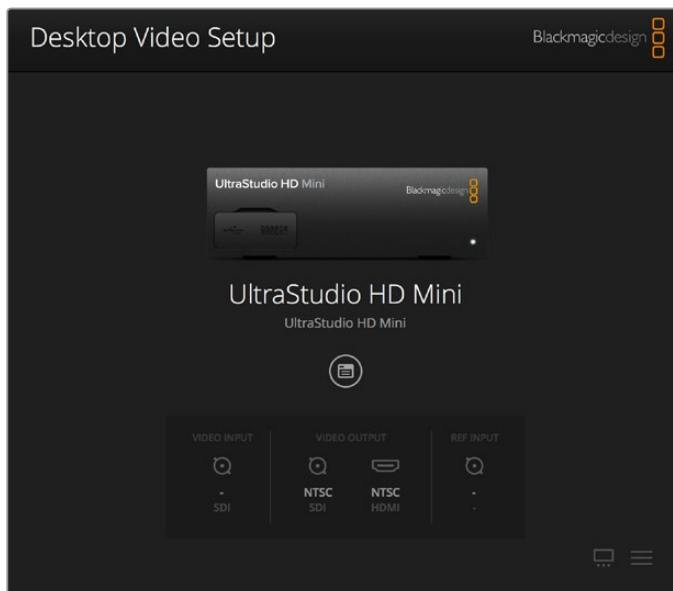 Desktop Video Setup
Blackmagicdesign
UltraStudio HD Mini
Blackmagicdesign
UltraStudio HD Mini
UltraStudio HD Mini
VIDEO INPUT VIDEO OUTPUT REF INPUT
- NTSC NTSC -
SDI SDI HDMI -